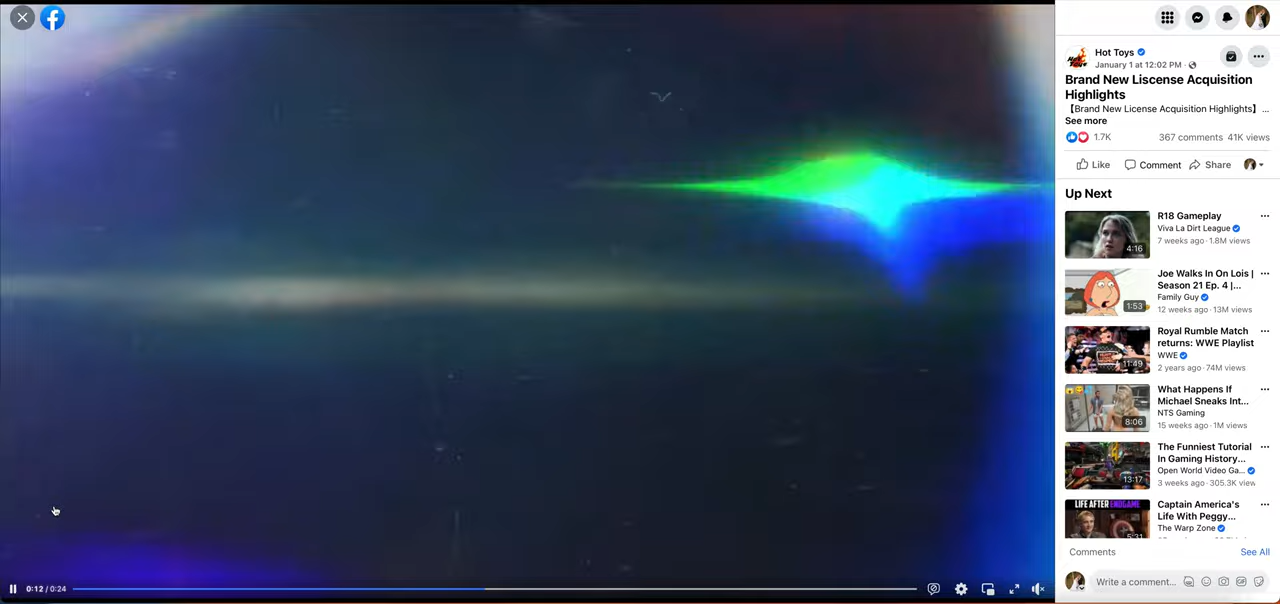 Hot Toys
January 1 at 12:02 PM ·
Brand New Liscense Acquisition
Highlights
【Brand New License Acquisition Highlights】 ...
See more
1.7K
367 comments 41K views
Like
Comment
Share
Up Next
4:16
R18 Gameplay
Viva La Dirt League
7 weeks ago · 1.8M views
1:53
Joe Walks In On Lois |
Season 21 Ep. 4 |...
Family Guy
12 weeks ago · 13M views
11:49
Royal Rumble Match
returns: WWE Playlist
WWE
2 years ago · 74M views
8:06
What Happens If
Michael Sneaks Int...
NTS Gaming
15 weeks ago · 1M views
13:17
The Funniest Tutorial
In Gaming History...
Open World Video Ga...
3 weeks ago · 305.3K view
LIFE AFTER ENDGAME
5:31
Captain America's
Life With Peggy...
The Warp Zone
Comments
See All
Write a comment...
0:12 / 0:24